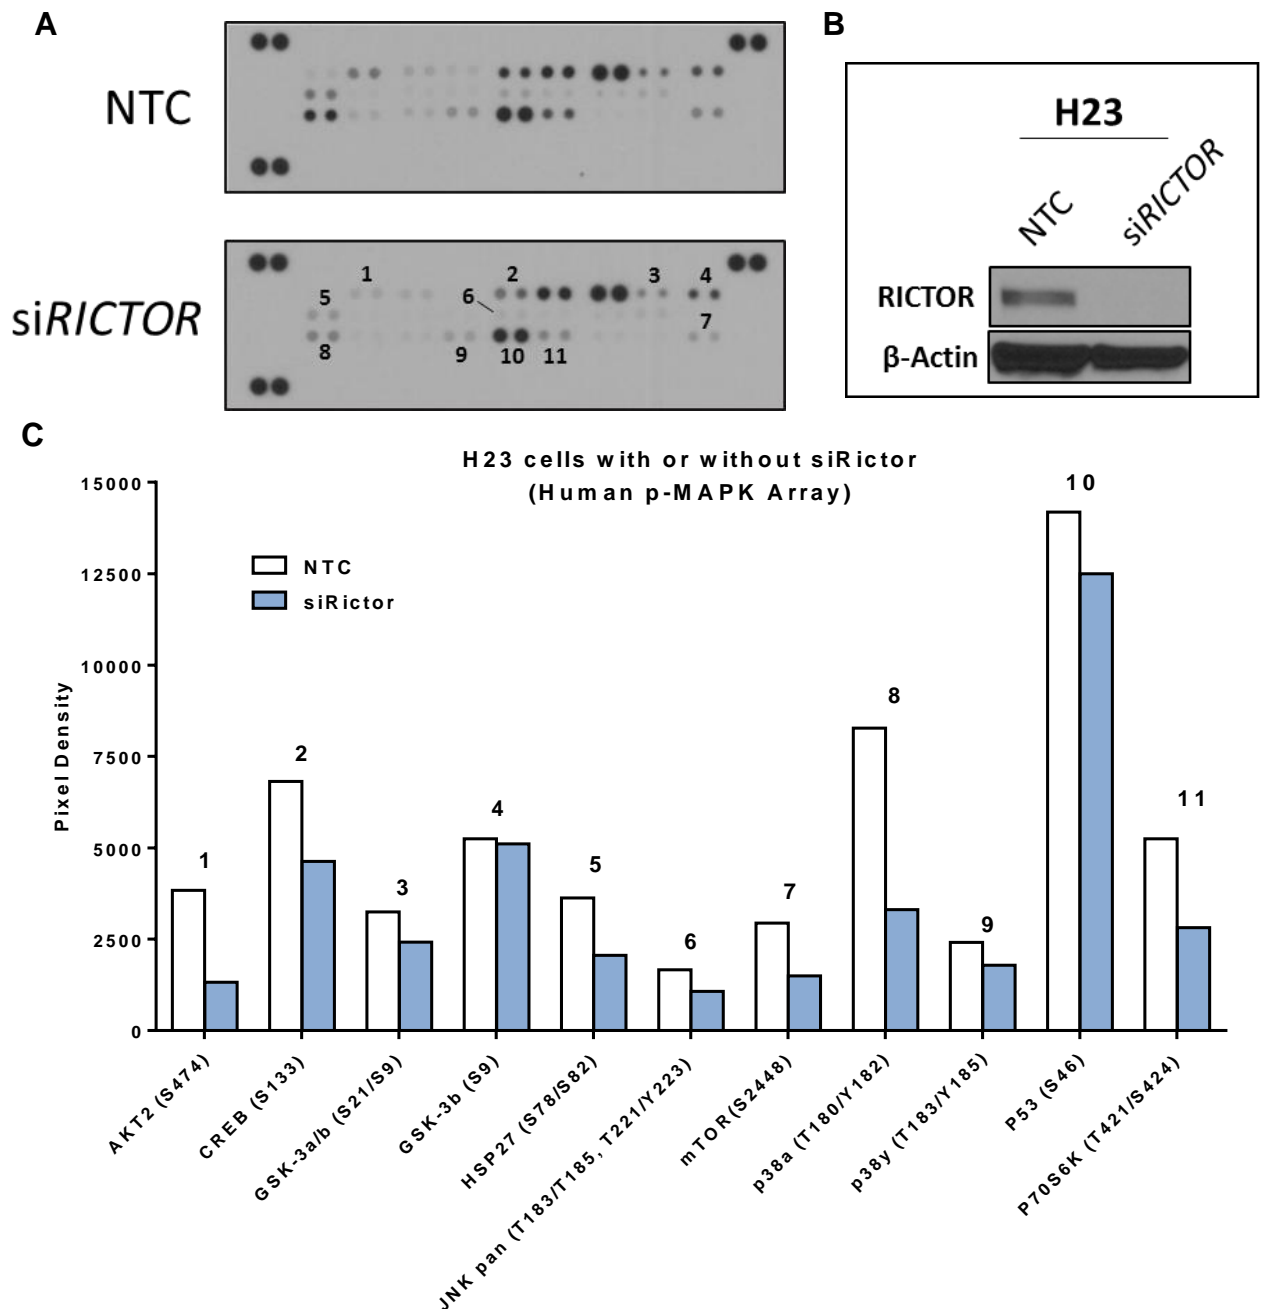 A
NTC
siRICTOR
1
2
3
4
5
6
7
8
9
10
11
B
H23
NTC
siRICTOR
RICTOR
β-Actin
C
H23 cells with or without siRictor
(Human p-MAPK Array)
NTC
siRictor
Pixel Density
15000
12500
10000
7500
5000
2500
0
1
2
3
4
5
6
7
8
9
10
11
AKT2 (S474)
CREB (S133)
GSK-3a/b (S21/S9)
GSK-3b (S9)
HSP27 (S78/S82)
JNK pan (T183/T185, T221/Y223)
mTOR(S2448)
p38a (T180/Y182)
p38y (T183/Y185)
P53 (S46)
P70S6K (T421/S424)